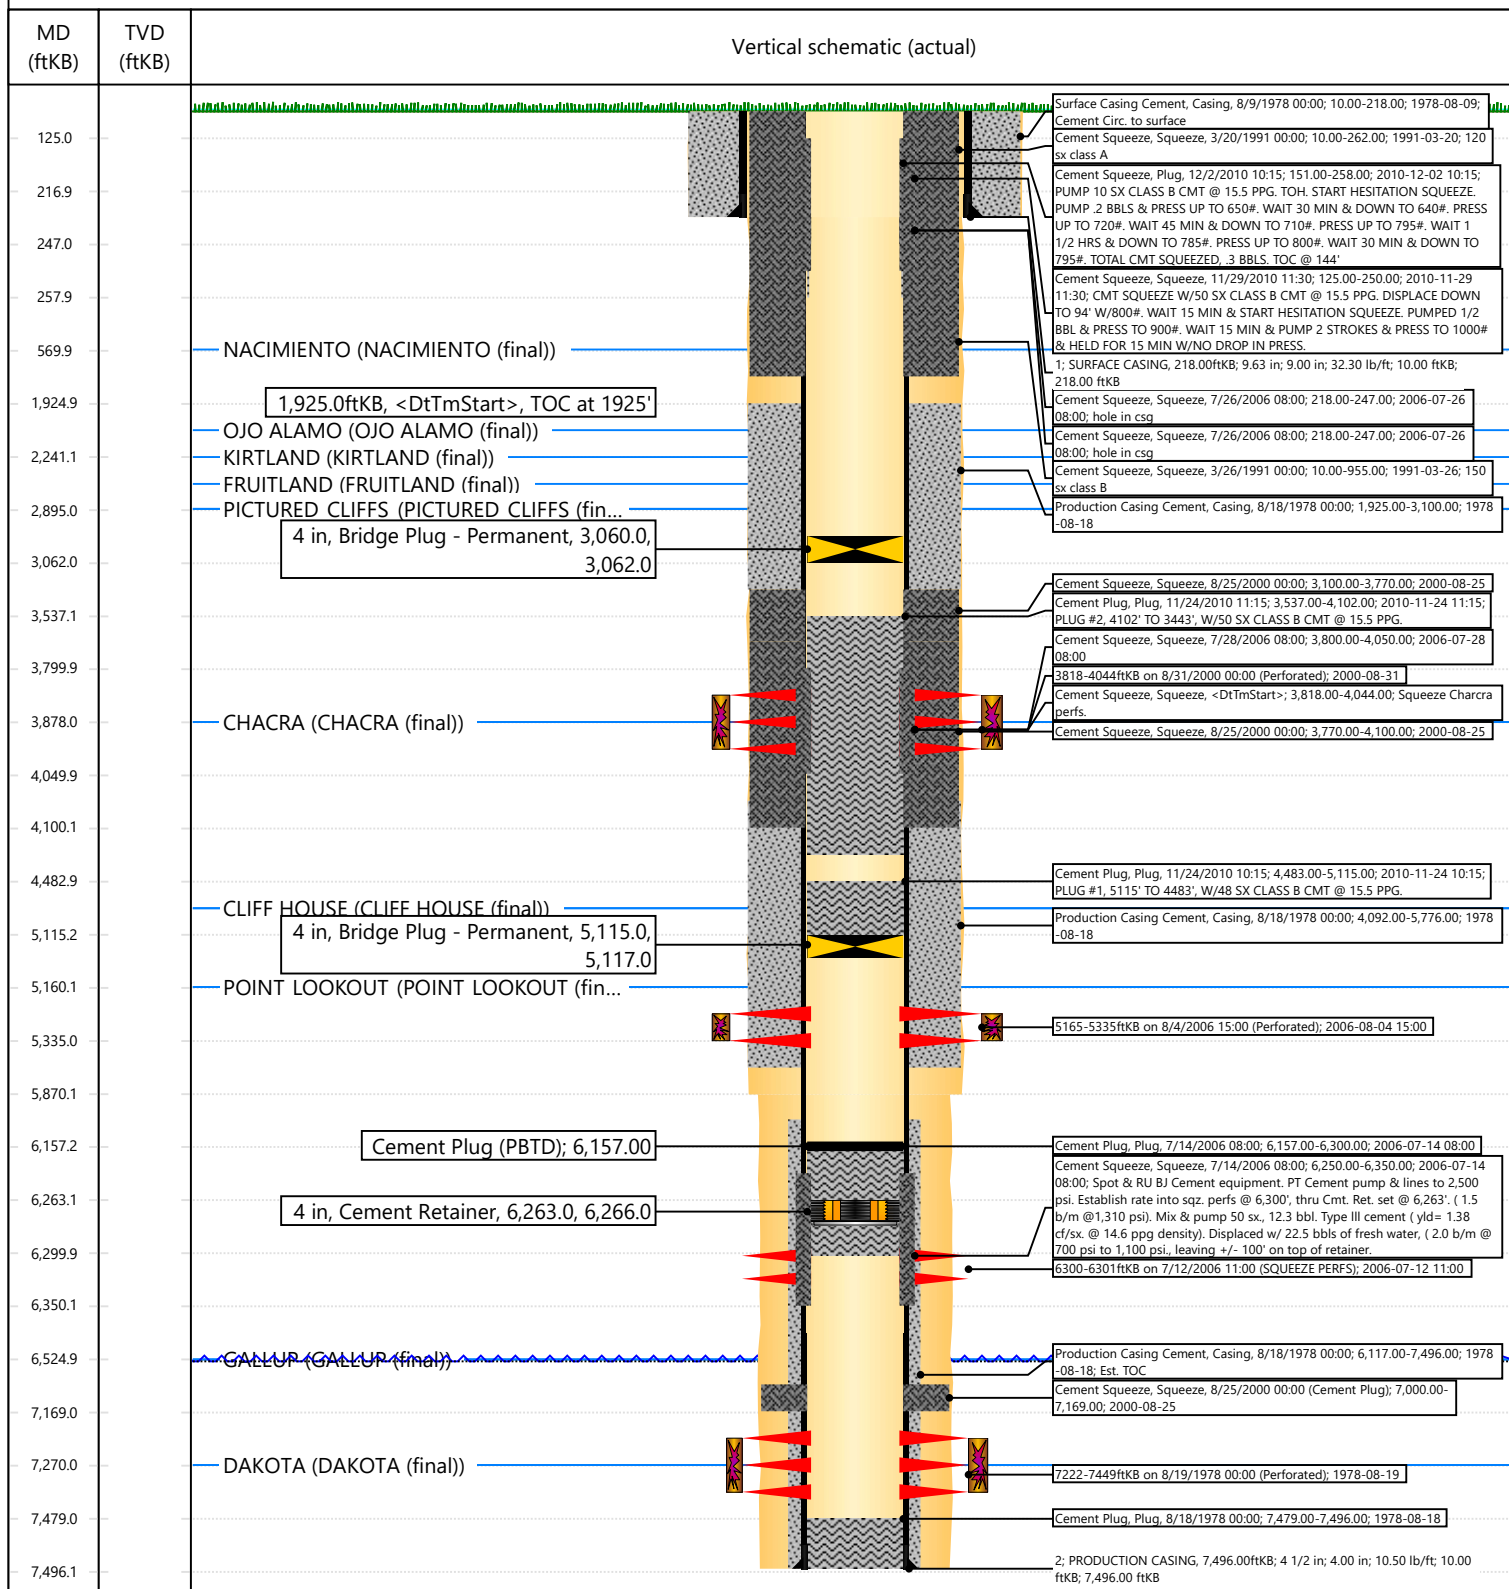 MD
(ftKB)
TVD
(ftKB)
Vertical schematic (actual)
125.0
216.9
247.0
257.9
569.9
1,924.9
2,241.1
2,895.0
3,062.0
3,537.1
3,799.9
3,878.0
4,049.9
4,100.1
4,482.9
5,115.2
5,160.1
5,335.0
5,870.1
6,157.2
6,263.1
6,299.9
6,350.1
6,524.9
7,169.0
7,270.0
7,479.0
7,496.1
NACIMIENTO (NACIMIENTO (final))
1,925.0ftKB, <DtTmStart>, TOC at 1925'
OJO ALAMO (OJO ALAMO (final))
KIRTLAND (KIRTLAND (final))
FRUITLAND (FRUITLAND (final))
PICTURED CLIFFS (PICTURED CLIFFS (fin...
4 in, Bridge Plug - Permanent, 3,060.0,
3,062.0
CHACRA (CHACRA (final))
CLIFF HOUSE (CLIFF HOUSE (final))
4 in, Bridge Plug - Permanent, 5,115.0,
5,117.0
POINT LOOKOUT (POINT LOOKOUT (fin...
Cement Plug (PBTD); 6,157.00
4 in, Cement Retainer, 6,263.0, 6,266.0
GALLUP (GALLUP (final))
DAKOTA (DAKOTA (final))
Surface Casing Cement, Casing, 8/9/1978 00:00; 10.00-218.00; 1978-08-09;
Cement Circ. to surface
Cement Squeeze, Squeeze, 3/20/1991 00:00; 10.00-262.00; 1991-03-20; 120
sx class A
Cement Squeeze, Plug, 12/2/2010 10:15; 151.00-258.00; 2010-12-02 10:15;
PUMP 10 SX CLASS B CMT @ 15.5 PPG. TOH. START HESITATION SQUEEZE.
PUMP .2 BBLS & PRESS UP TO 650#. WAIT 30 MIN & DOWN TO 640#. PRESS
UP TO 720#. WAIT 45 MIN & DOWN TO 710#. PRESS UP TO 795#. WAIT 1
1/2 HRS & DOWN TO 785#. PRESS UP TO 800#. WAIT 30 MIN & DOWN TO
795#. TOTAL CMT SQUEEZED, .3 BBLS. TOC @ 144'
Cement Squeeze, Squeeze, 11/29/2010 11:30; 125.00-250.00; 2010-11-29
11:30; CMT SQUEEZE W/50 SX CLASS B CMT @ 15.5 PPG. DISPLACE DOWN
TO 94' W/800#. WAIT 15 MIN & START HESITATION SQUEEZE. PUMPED 1/2
BBL & PRESS TO 900#. WAIT 15 MIN & PUMP 2 STROKES & PRESS TO 1000#
& HELD FOR 15 MIN W/NO DROP IN PRESS.
1; SURFACE CASING, 218.00ftKB; 9.63 in; 9.00 in; 32.30 lb/ft; 10.00 ftKB;
218.00 ftKB
Cement Squeeze, Squeeze, 7/26/2006 08:00; 218.00-247.00; 2006-07-26
08:00; hole in csg
Cement Squeeze, Squeeze, 7/26/2006 08:00; 218.00-247.00; 2006-07-26
08:00; hole in csg
Cement Squeeze, Squeeze, 3/26/1991 00:00; 10.00-955.00; 1991-03-26; 150
sx class B
Production Casing Cement, Casing, 8/18/1978 00:00; 1,925.00-3,100.00; 1978
-08-18
Cement Squeeze, Squeeze, 8/25/2000 00:00; 3,100.00-3,770.00; 2000-08-25
Cement Plug, Plug, 11/24/2010 11:15; 3,537.00-4,102.00; 2010-11-24 11:15;
PLUG #2, 4102' TO 3443', W/50 SX CLASS B CMT @ 15.5 PPG.
Cement Squeeze, Squeeze, 7/28/2006 08:00; 3,800.00-4,050.00; 2006-07-28
08:00
3818-4044ftKB on 8/31/2000 00:00 (Perforated); 2000-08-31
Cement Squeeze, Squeeze, <DtTmStart>; 3,818.00-4,044.00; Squeeze Charcra
perfs.
Cement Squeeze, Squeeze, 8/25/2000 00:00; 3,770.00-4,100.00; 2000-08-25
Cement Plug, Plug, 11/24/2010 10:15; 4,483.00-5,115.00; 2010-11-24 10:15;
PLUG #1, 5115' TO 4483', W/48 SX CLASS B CMT @ 15.5 PPG.
Production Casing Cement, Casing, 8/18/1978 00:00; 4,092.00-5,776.00; 1978
-08-18
5165-5335ftKB on 8/4/2006 15:00 (Perforated); 2006-08-04 15:00
Cement Plug, Plug, 7/14/2006 08:00; 6,157.00-6,300.00; 2006-07-14 08:00
Cement Squeeze, Squeeze, 7/14/2006 08:00; 6,250.00-6,350.00; 2006-07-14
08:00; Spot & RU BJ Cement equipment. PT Cement pump & lines to 2,500
psi. Establish rate into sqz. perfs @ 6,300', thru Cmt. Ret. set @ 6,263'. ( 1.5
b/m @1,310 psi). Mix & pump 50 sx., 12.3 bbl. Type III cement ( yld= 1.38
cf/sx. @ 14.6 ppg density). Displaced w/ 22.5 bbls of fresh water, ( 2.0 b/m @
700 psi to 1,100 psi., leaving +/- 100' on top of retainer.
6300-6301ftKB on 7/12/2006 11:00 (SQUEEZE PERFS); 2006-07-12 11:00
Production Casing Cement, Casing, 8/18/1978 00:00; 6,117.00-7,496.00; 1978
-08-18; Est. TOC
Cement Squeeze, Squeeze, 8/25/2000 00:00 (Cement Plug); 7,000.00-
7,169.00; 2000-08-25
7222-7449ftKB on 8/19/1978 00:00 (Perforated); 1978-08-19
Cement Plug, Plug, 8/18/1978 00:00; 7,479.00-7,496.00; 1978-08-18
2; PRODUCTION CASING, 7,496.00ftKB; 4 1/2 in; 4.00 in; 10.50 lb/ft; 10.00
ftKB; 7,496.00 ftKB